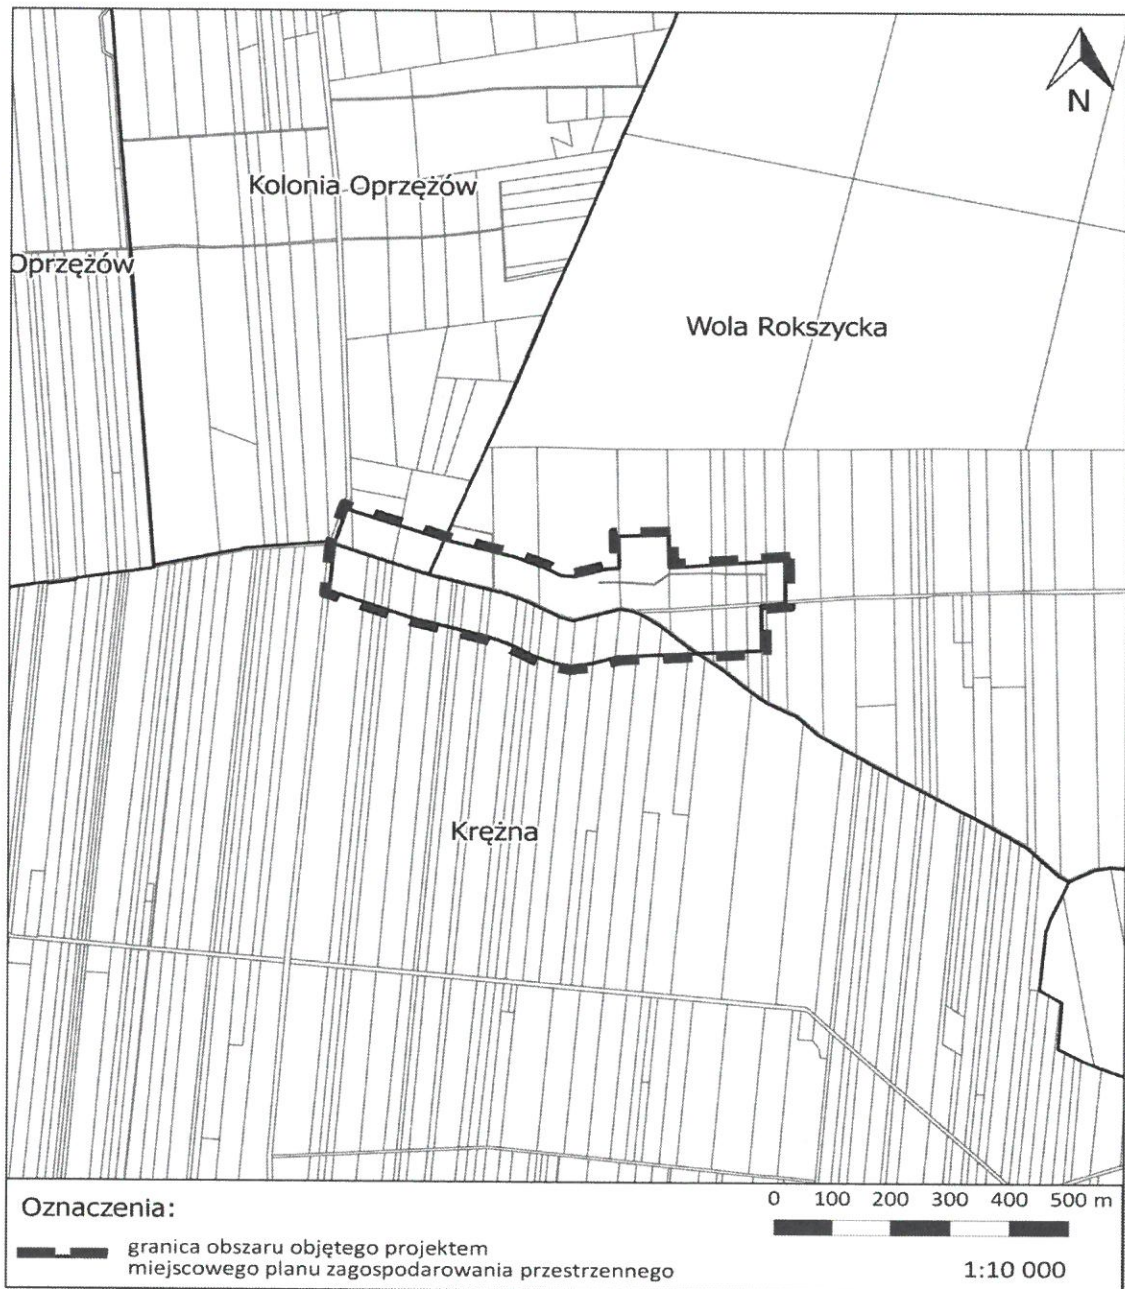 N
Kolonia Oprzężów
Oprzężów
Wola Rokszycka
Krężna
Oznaczenia:
granica obszaru objętego projektem
miejscowego planu zagospodarowania przestrzennego
0 100 200 300 400 500 m
1:10 000